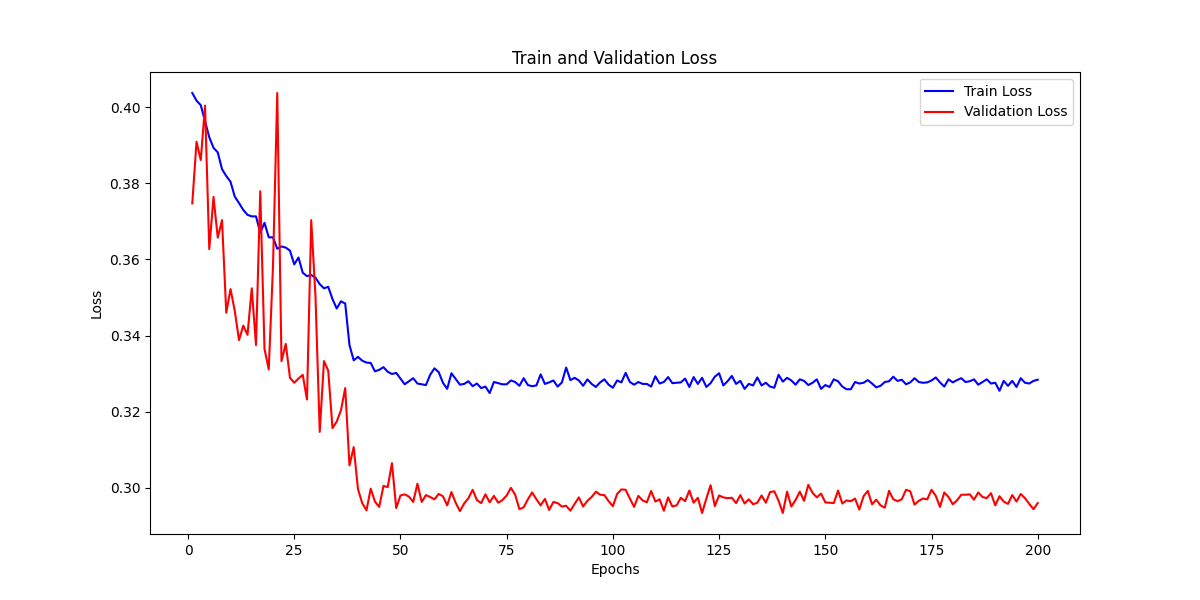 Train and Validation Loss
Train Loss
Validation Loss
Loss
0.40
0.38
0.36
0.34
0.32
0.30
0 25 50 75 100 125 150 175 200
Epochs